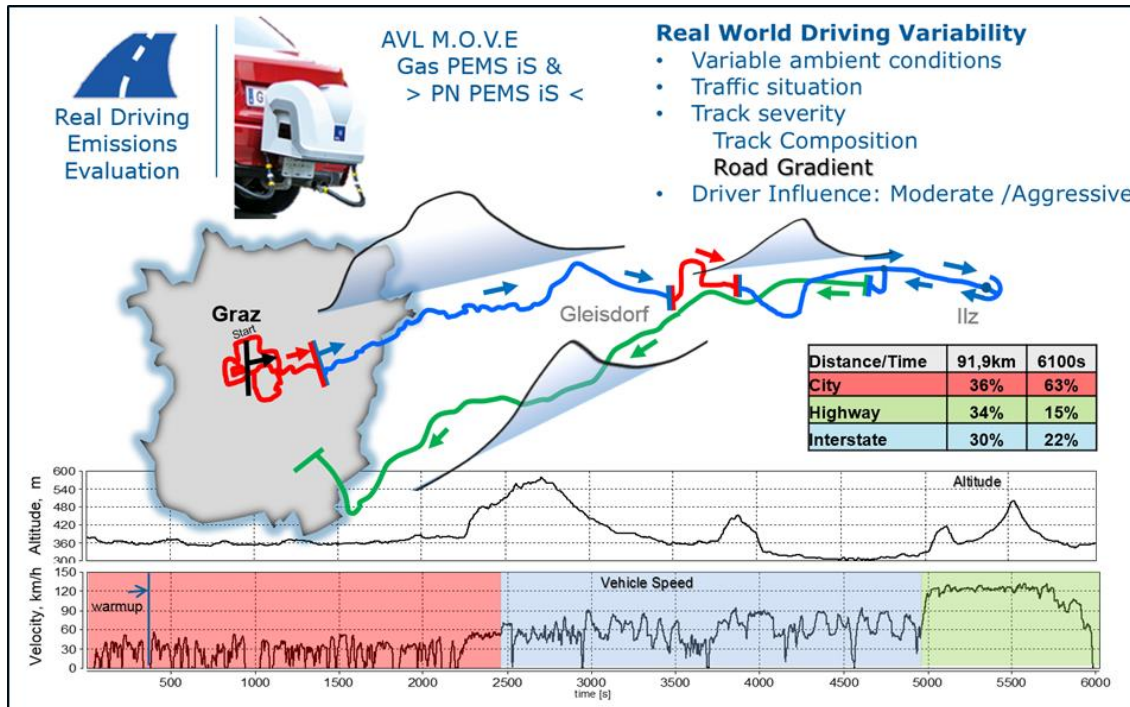 Real Driving
Emissions
Evaluation
AVL M.O.V.E
Gas PEMS iS &
> PN PEMS iS <
Real World Driving Variability
• Variable ambient conditions
• Traffic situation
• Track severity
Track Composition
Road Gradient
• Driver Influence: Moderate /Aggressive
Graz
Start
Gleisdorf
Ilz
Distance/Time 91,9km 6100s
City 36% 63%
Highway 34% 15%
Interstate 30% 22%
Altitude, m
600
540
480
420
360
300
Altitude
Velocity, km/h
150
120
90
60
30
0
warmup
Vehicle Speed
500 1000 1500 2000 2500 3000 3500 4000 4500 5000 5500 6000
time [s]